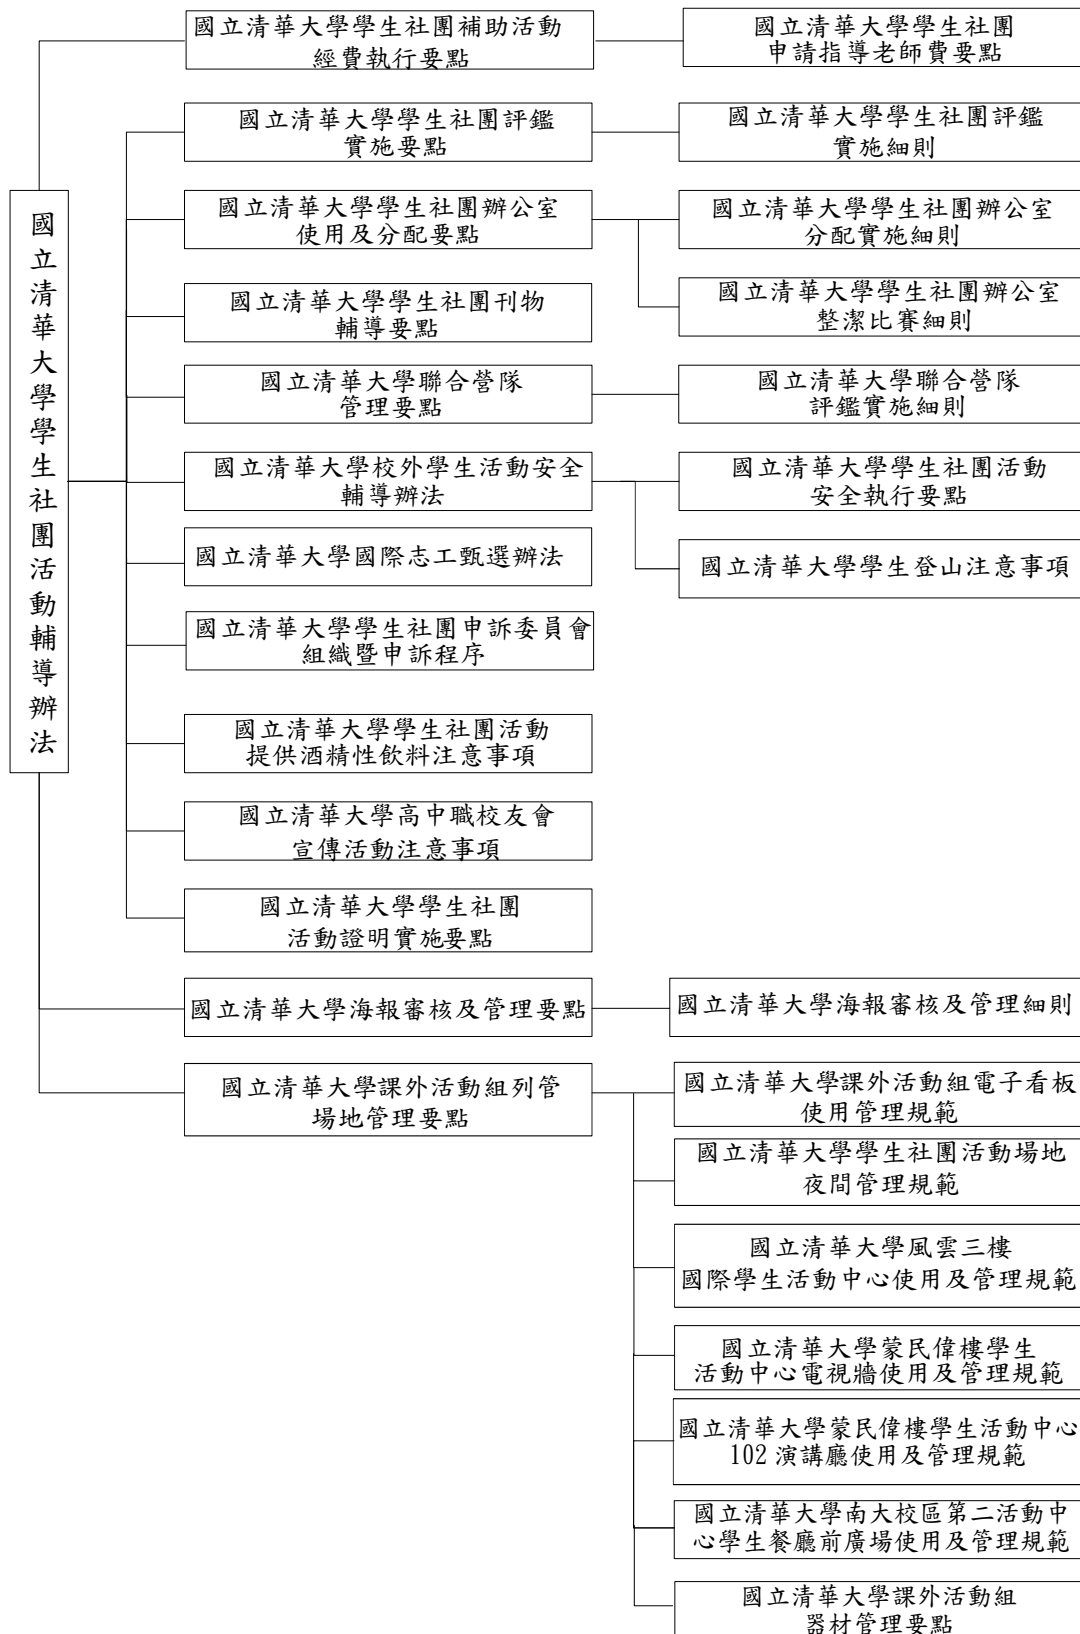 國立清華大學學生社團活動輔導辦法
國立清華大學學生社團補助活動
經費執行要點
國立清華大學學生社團
申請指導老師費要點
國立清華大學學生社團評鑑
實施要點
國立清華大學學生社團評鑑
實施細則
國立清華大學學生社團辦公室
使用及分配要點
國立清華大學學生社團辦公室
分配實施細則
國立清華大學學生社團辦公室
整潔比賽細則
國立清華大學學生社團刊物
輔導要點
國立清華大學聯合營隊
管理要點
國立清華大學聯合營隊
評鑑實施細則
國立清華大學校外學生活動安全
輔導辦法
國立清華大學學生社團活動
安全執行要點
國立清華大學學生登山注意事項
國立清華大學國際志工甄選辦法
國立清華大學學生社團申訴委員會
組織暨申訴程序
國立清華大學學生社團活動
提供酒精性飲料注意事項
國立清華大學高中職校友會
宣傳活動注意事項
國立清華大學學生社團
活動證明實施要點
國立清華大學海報審核及管理要點
國立清華大學海報審核及管理細則
國立清華大學課外活動組列管
場地管理要點
國立清華大學課外活動組電子看板
使用管理規範
國立清華大學學生社團活動場地
夜間管理規範
國立清華大學風雲三樓
國際學生活動中心使用及管理規範
國立清華大學蒙民偉樓學生
活動中心電視牆使用及管理規範
國立清華大學蒙民偉樓學生活動中心
102 演講廳使用及管理規範
國立清華大學南大校區第二活動中
心學生餐廳前廣場使用及管理規範
國立清華大學課外活動組
器材管理要點